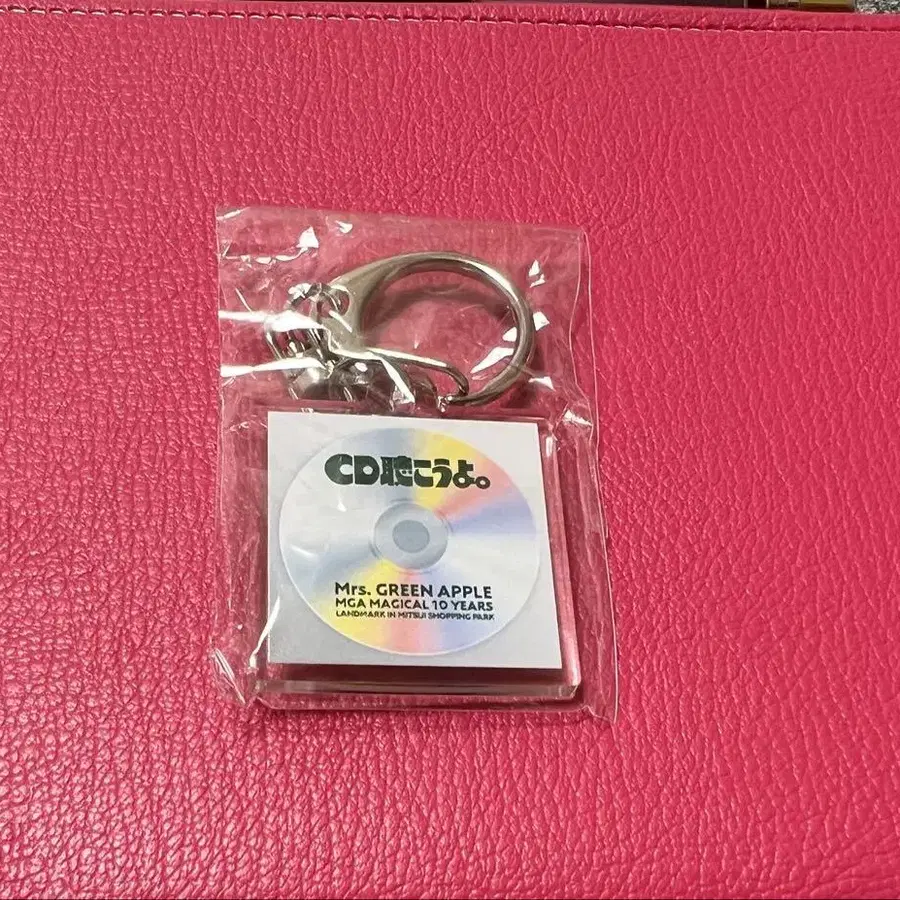 CD聴こうよ。
Mrs. GREEN APPLE
MGA MAGICAL 10 YEARS
LANDMARK IN MITSUI SHOPPING PARK